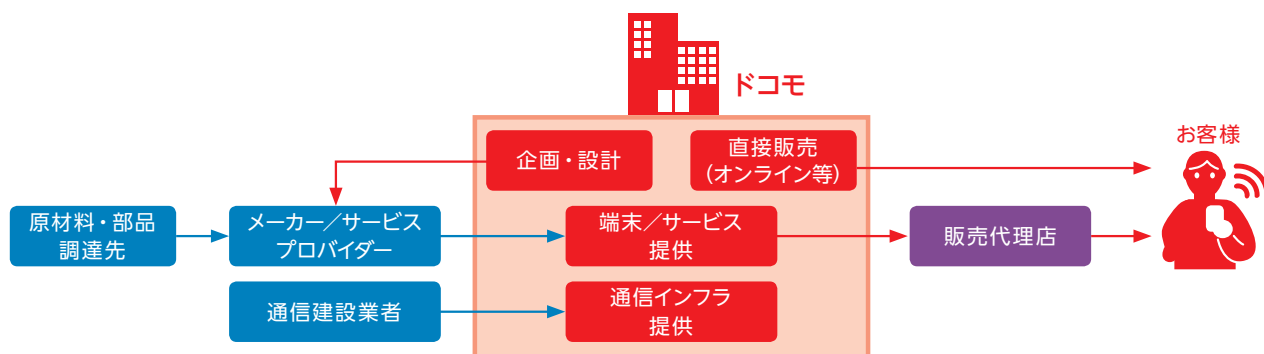 ドコモ
企画・設計
直接販売
（オンライン等）
お客様
原材料・部品
調達先
メーカー／サービス
プロバイダー
端末／サービス
提供
販売代理店
通信建設業者
通信インフラ
提供